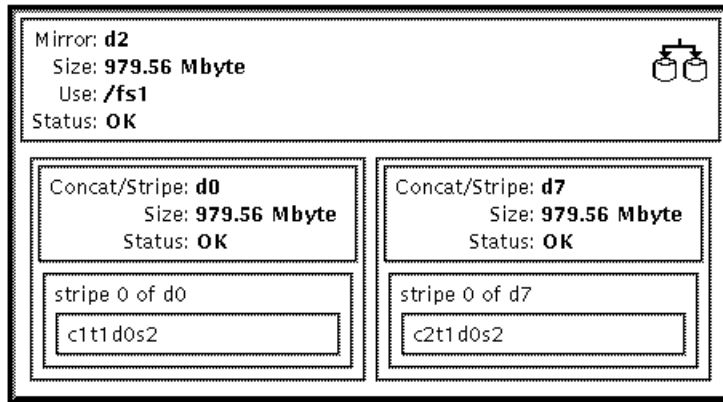 Mirror: d2
Size: 979.56 Mbyte
Use: /fs1
Status: OK
Concat/Stripe: d0
Size: 979.56 Mbyte
Status: OK
stripe 0 of d0
c1t1d0s2
Concat/Stripe: d7
Size: 979.56 Mbyte
Status: OK
stripe 0 of d7
c2t1d0s2